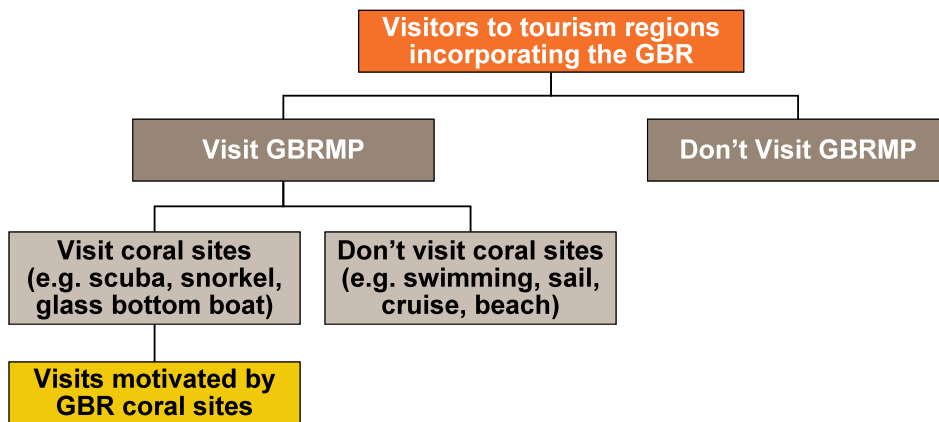 Visitors to tourism regions
incorporating the GBR
Visit GBRMP
Don’t Visit GBRMP
Visit coral sites
(e.g. scuba, snorkel,
glass bottom boat)
Don’t visit coral sites
(e.g. swimming, sail,
cruise, beach)
Visits motivated by
GBR coral sites